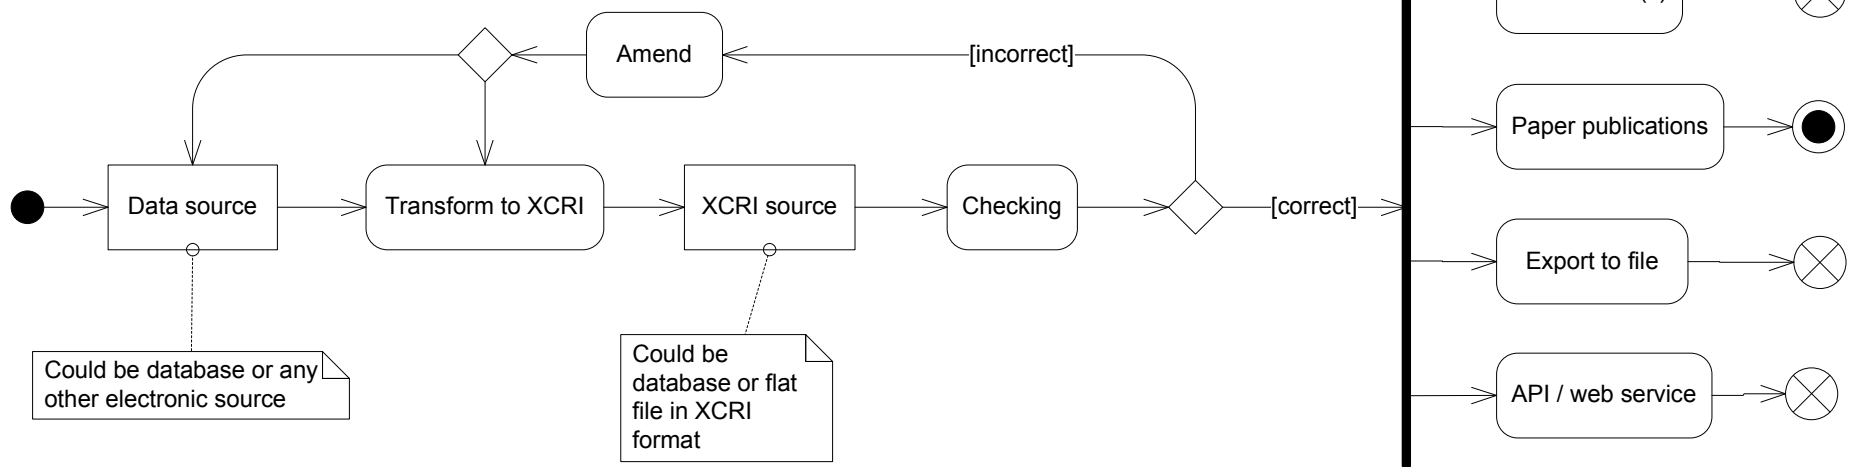 Amend
[incorrect]
Paper publications
Data source
Transform to XCRI
XCRI source
Checking
[correct]
Export to file
Could be database or any
other electronic source
Could be
database or flat
file in XCRI
format
API / web service